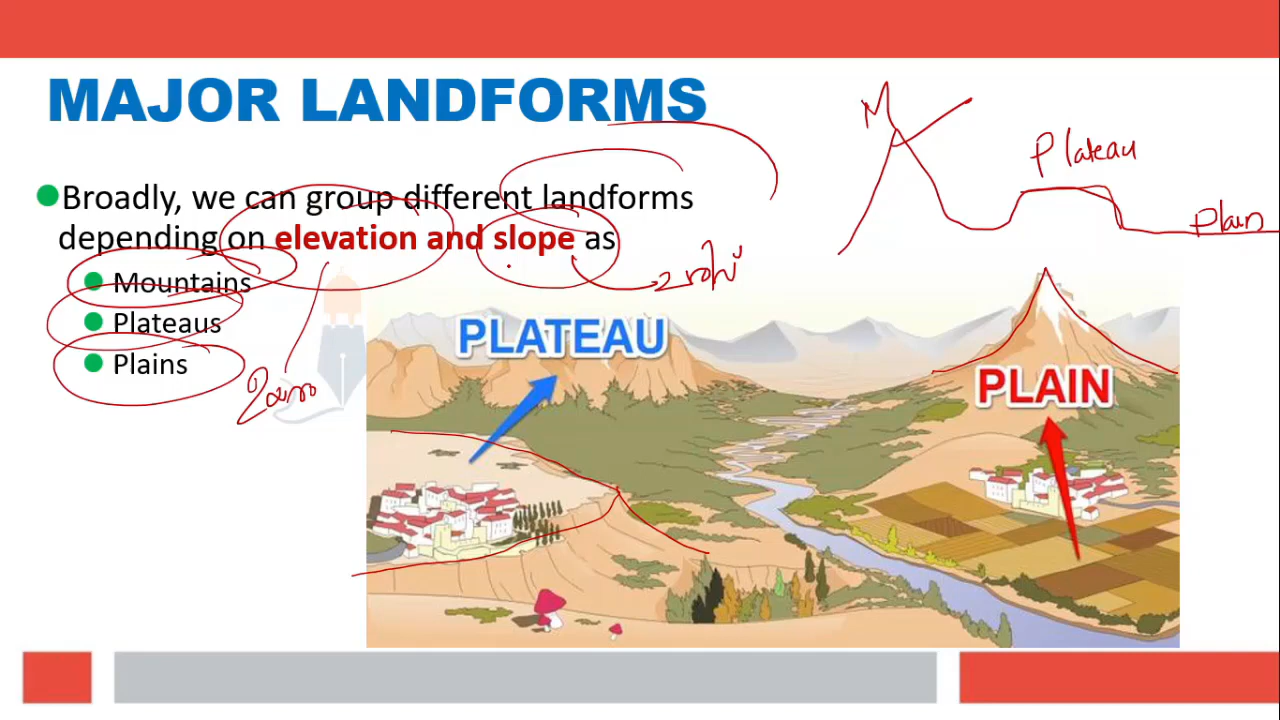 MAJOR LANDFORMS
M
Plateau
Plain
Broadly, we can group different landforms
depending on elevation and slope as
Mountains
Plateaus
Plains
PLATEAU
PLAIN